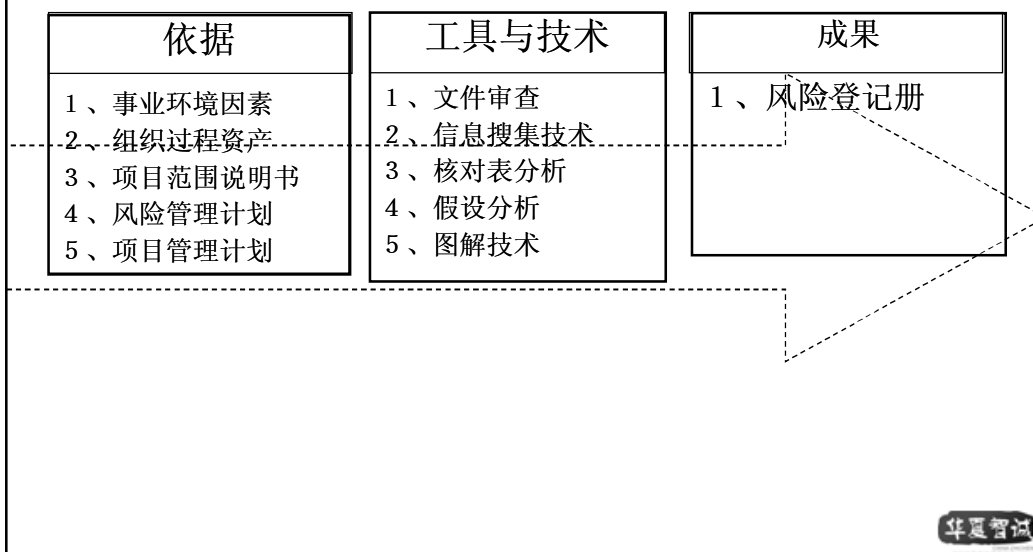 依据
1、事业环境因素
2、组织过程资产
3、项目范围说明书
4、风险管理计划
5、项目管理计划
工具与技术
1、文件审查
2、信息搜集技术
3、核对表分析
4、假设分析
5、图解技术
成果
1、风险登记册
华夏智诚